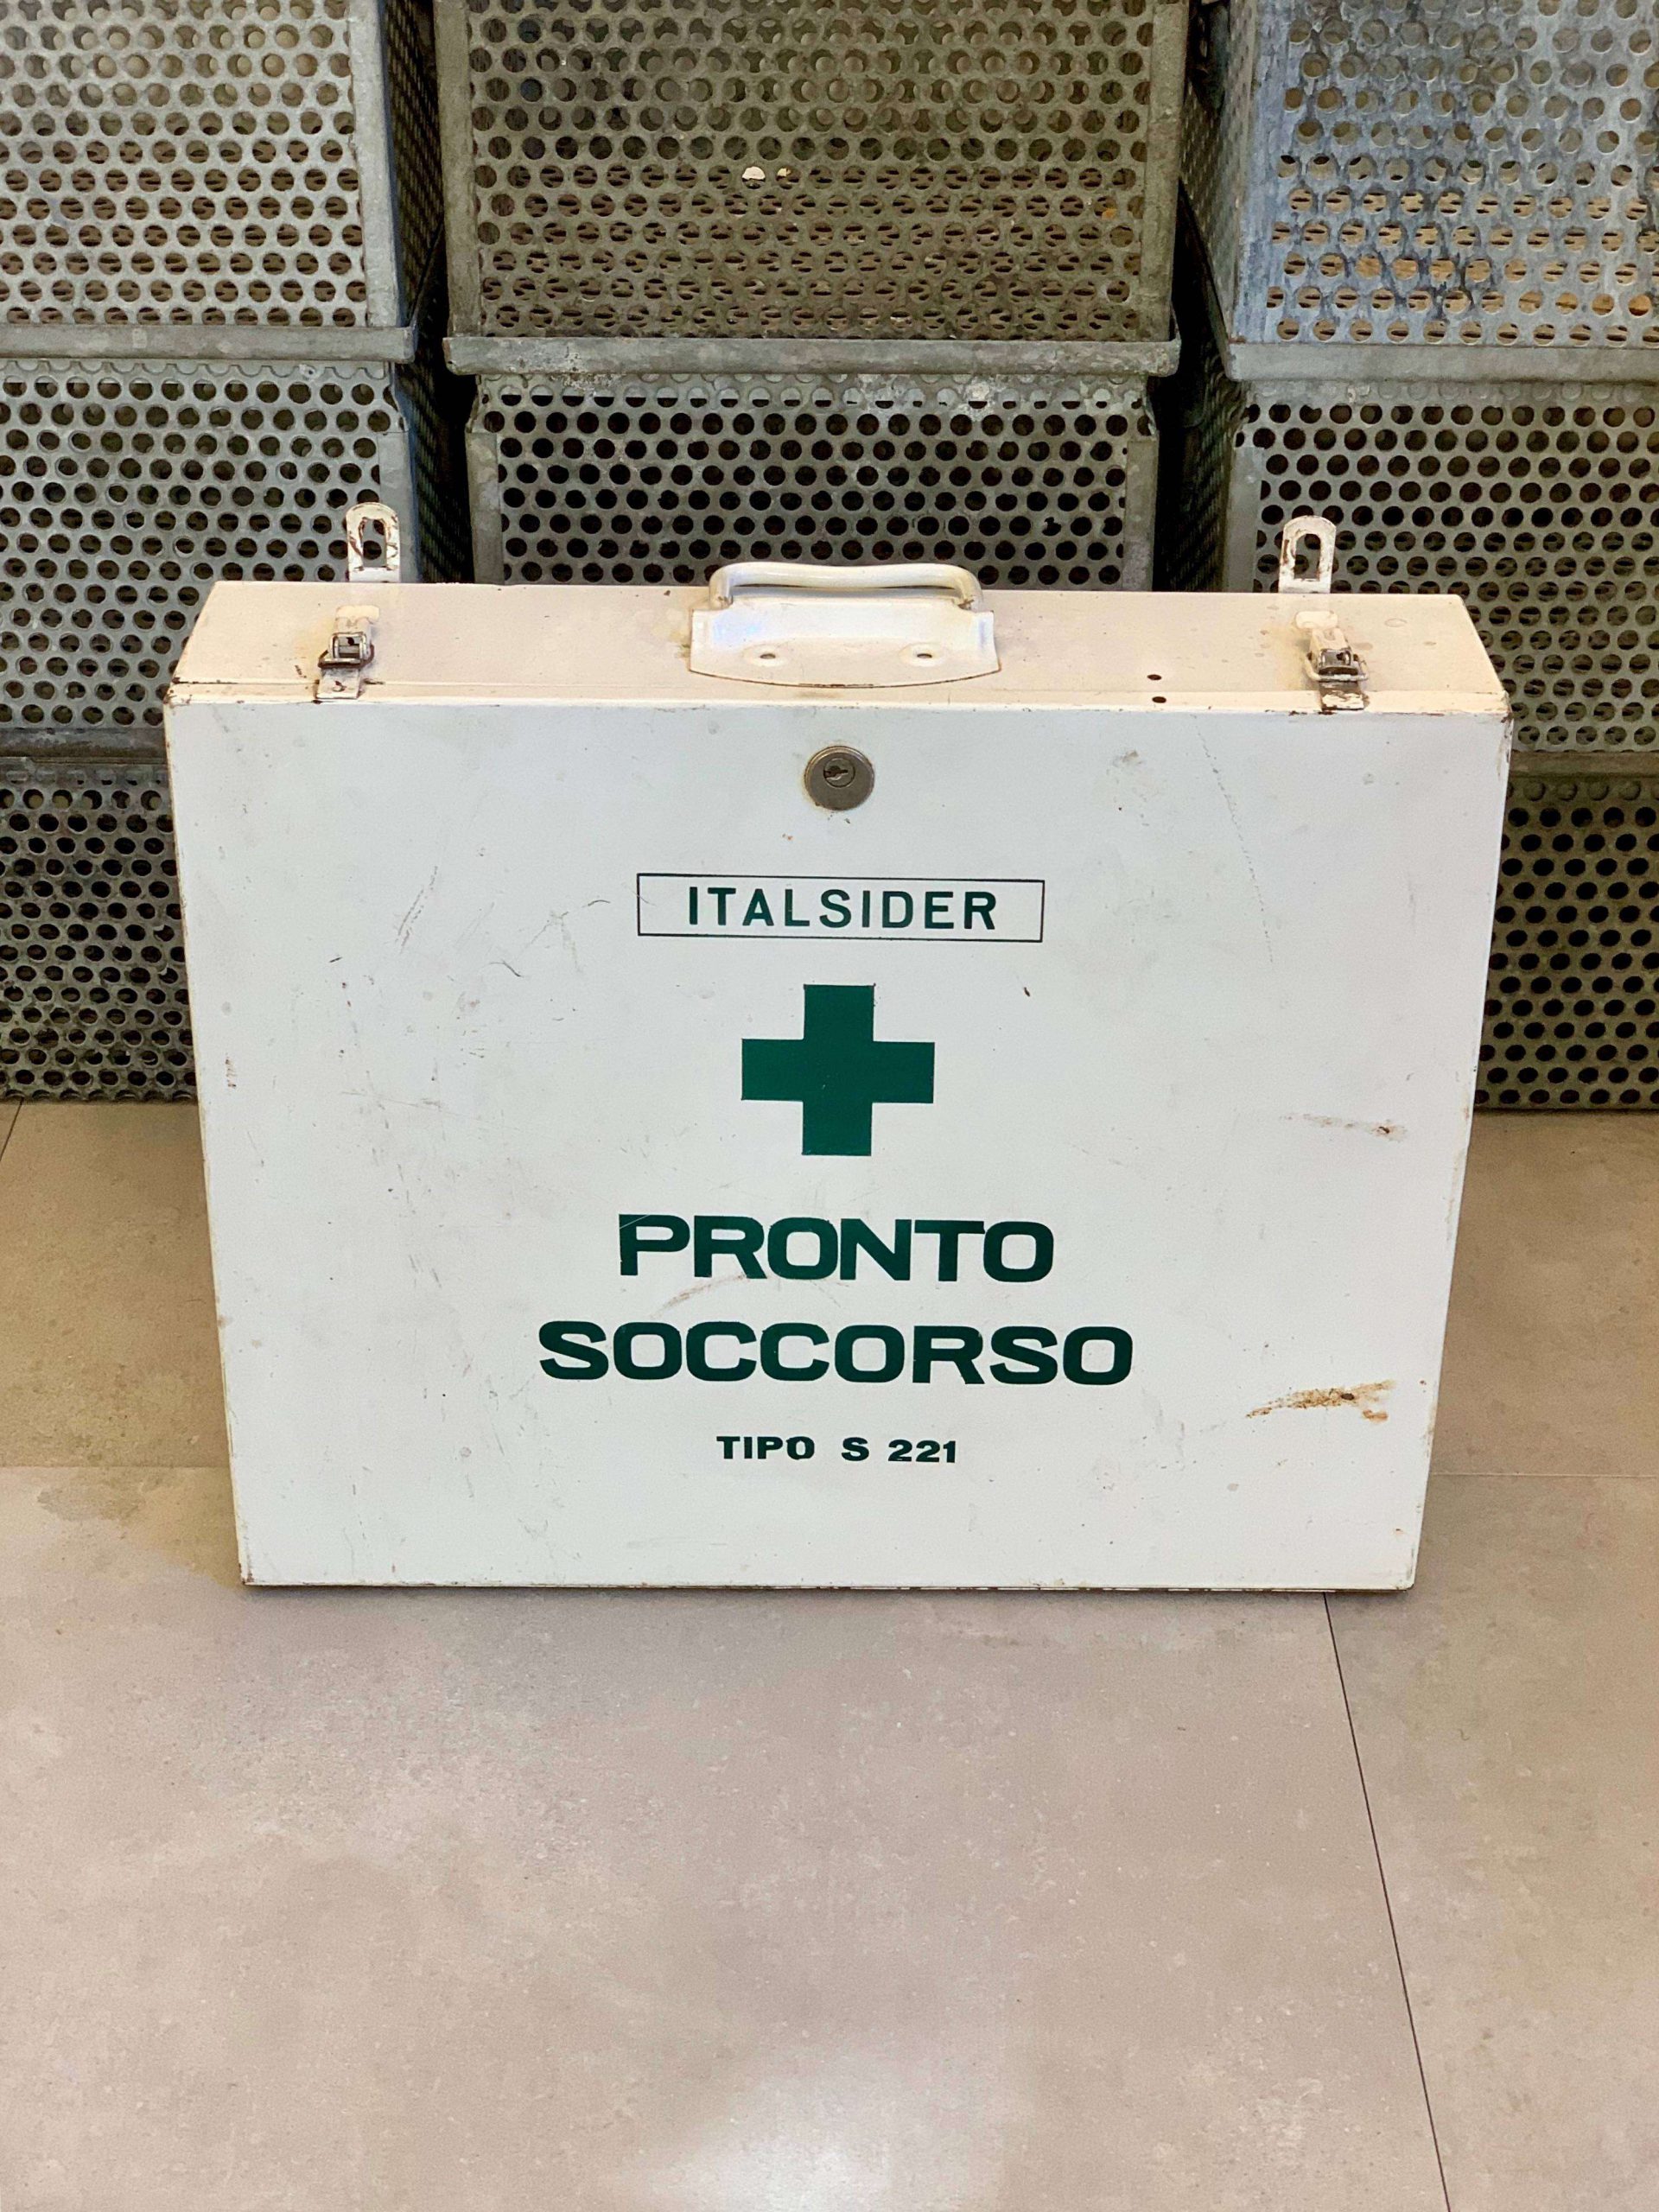 ITALSIDER
PRONTO
SOCCORSO
TIPO S 221